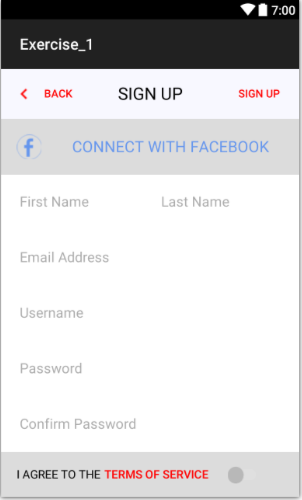 7:00
Exercise_1
BACK SIGN UP SIGN UP
f CONNECT WITH FACEBOOK
First Name Last Name
Email Address
Username
Password
Confirm Password
I AGREE TO THE TERMS OF SERVICE